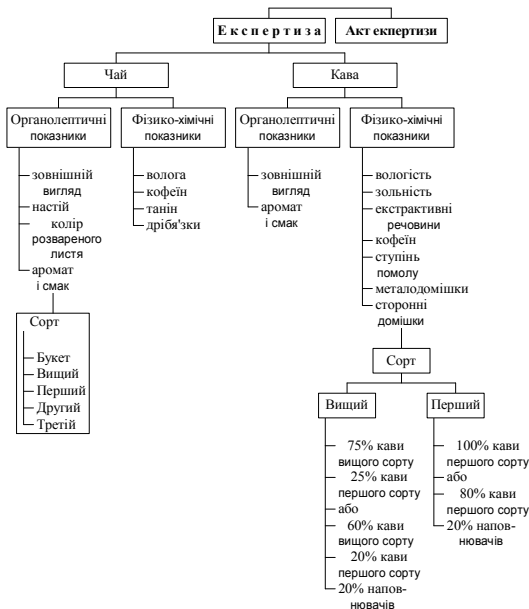 Експертиза
Акт експертизи
Чай
Кава
Органолептичні
показники
Фізико-хімічні
показники
Органолептичні
показники
Фізико-хімічні
показники
зовнішній
вигляд
настій
колір
розвареного
листя
аромат
і смак
волога
кофеїн
танін
дрібя'зки
зовнішній
вигляд
аромат
і смак
вологість
зольність
екстрактивні
речовини
кофеїн
ступінь
помолу
металодомішки
сторонні
домішки
Сорт
Букет
Вищий
Перший
Другий
Третій
Сорт
Вищий
Перший
75% кави
вищого сорту
25% кави
першого сорту
або
60% кави
вищого сорту
20% кави
першого сорту
20% напов-
нювачів
100% кави
першого сорту
або
80% кави
першого сорту
20% напов-
нювачів